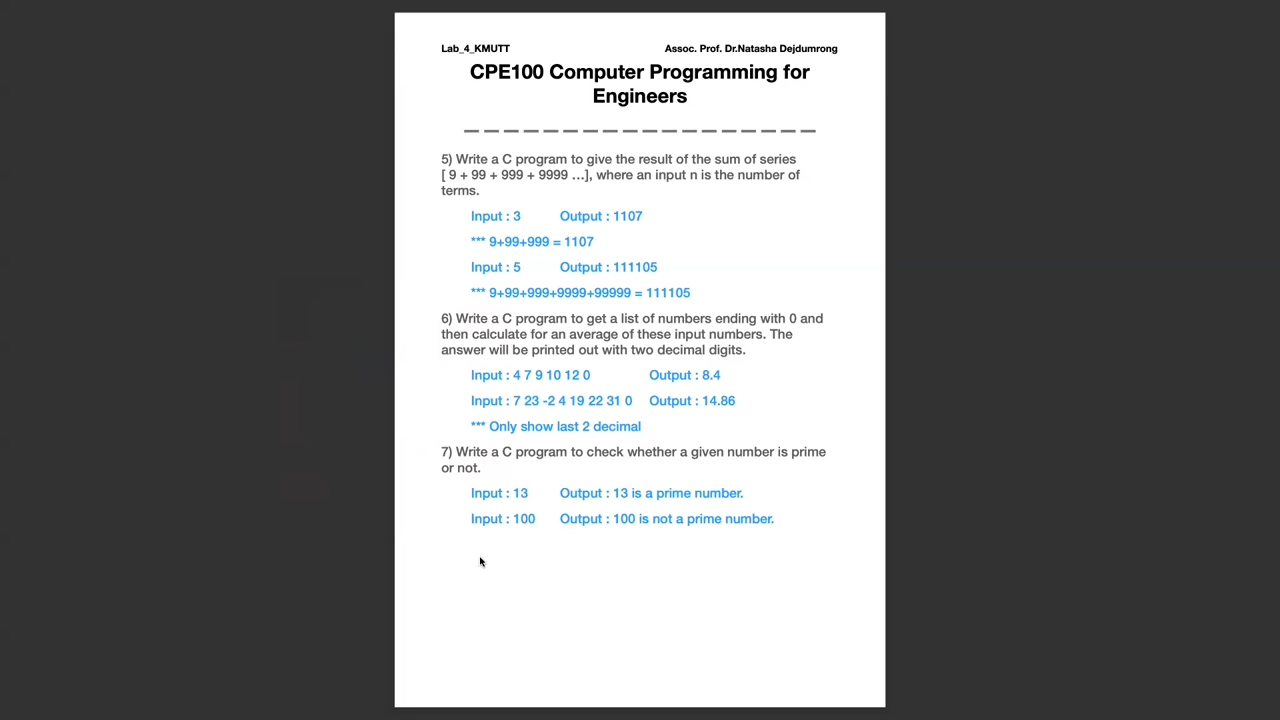 Lab_4_KMUTT Assoc. Prof. Dr.Natasha Dejdumrong
CPE100 Computer Programming for
Engineers
5) Write a C program to give the result of the sum of series
[ 9 + 99 + 999 + 9999 ...], where an input n is the number of
terms.
Input : 3 Output : 1107
*** 9+99+999 = 1107
Input : 5 Output : 111105
*** 9+99+999+9999+99999 = 111105
6) Write a C program to get a list of numbers ending with 0 and
then calculate for an average of these input numbers. The
answer will be printed out with two decimal digits.
Input : 4 7 9 10 12 0 Output : 8.4
Input : 7 23 -2 4 19 22 31 0 Output : 14.86
*** Only show last 2 decimal
7) Write a C program to check whether a given number is prime
or not.
Input : 13 Output : 13 is a prime number.
Input : 100 Output : 100 is not a prime number.